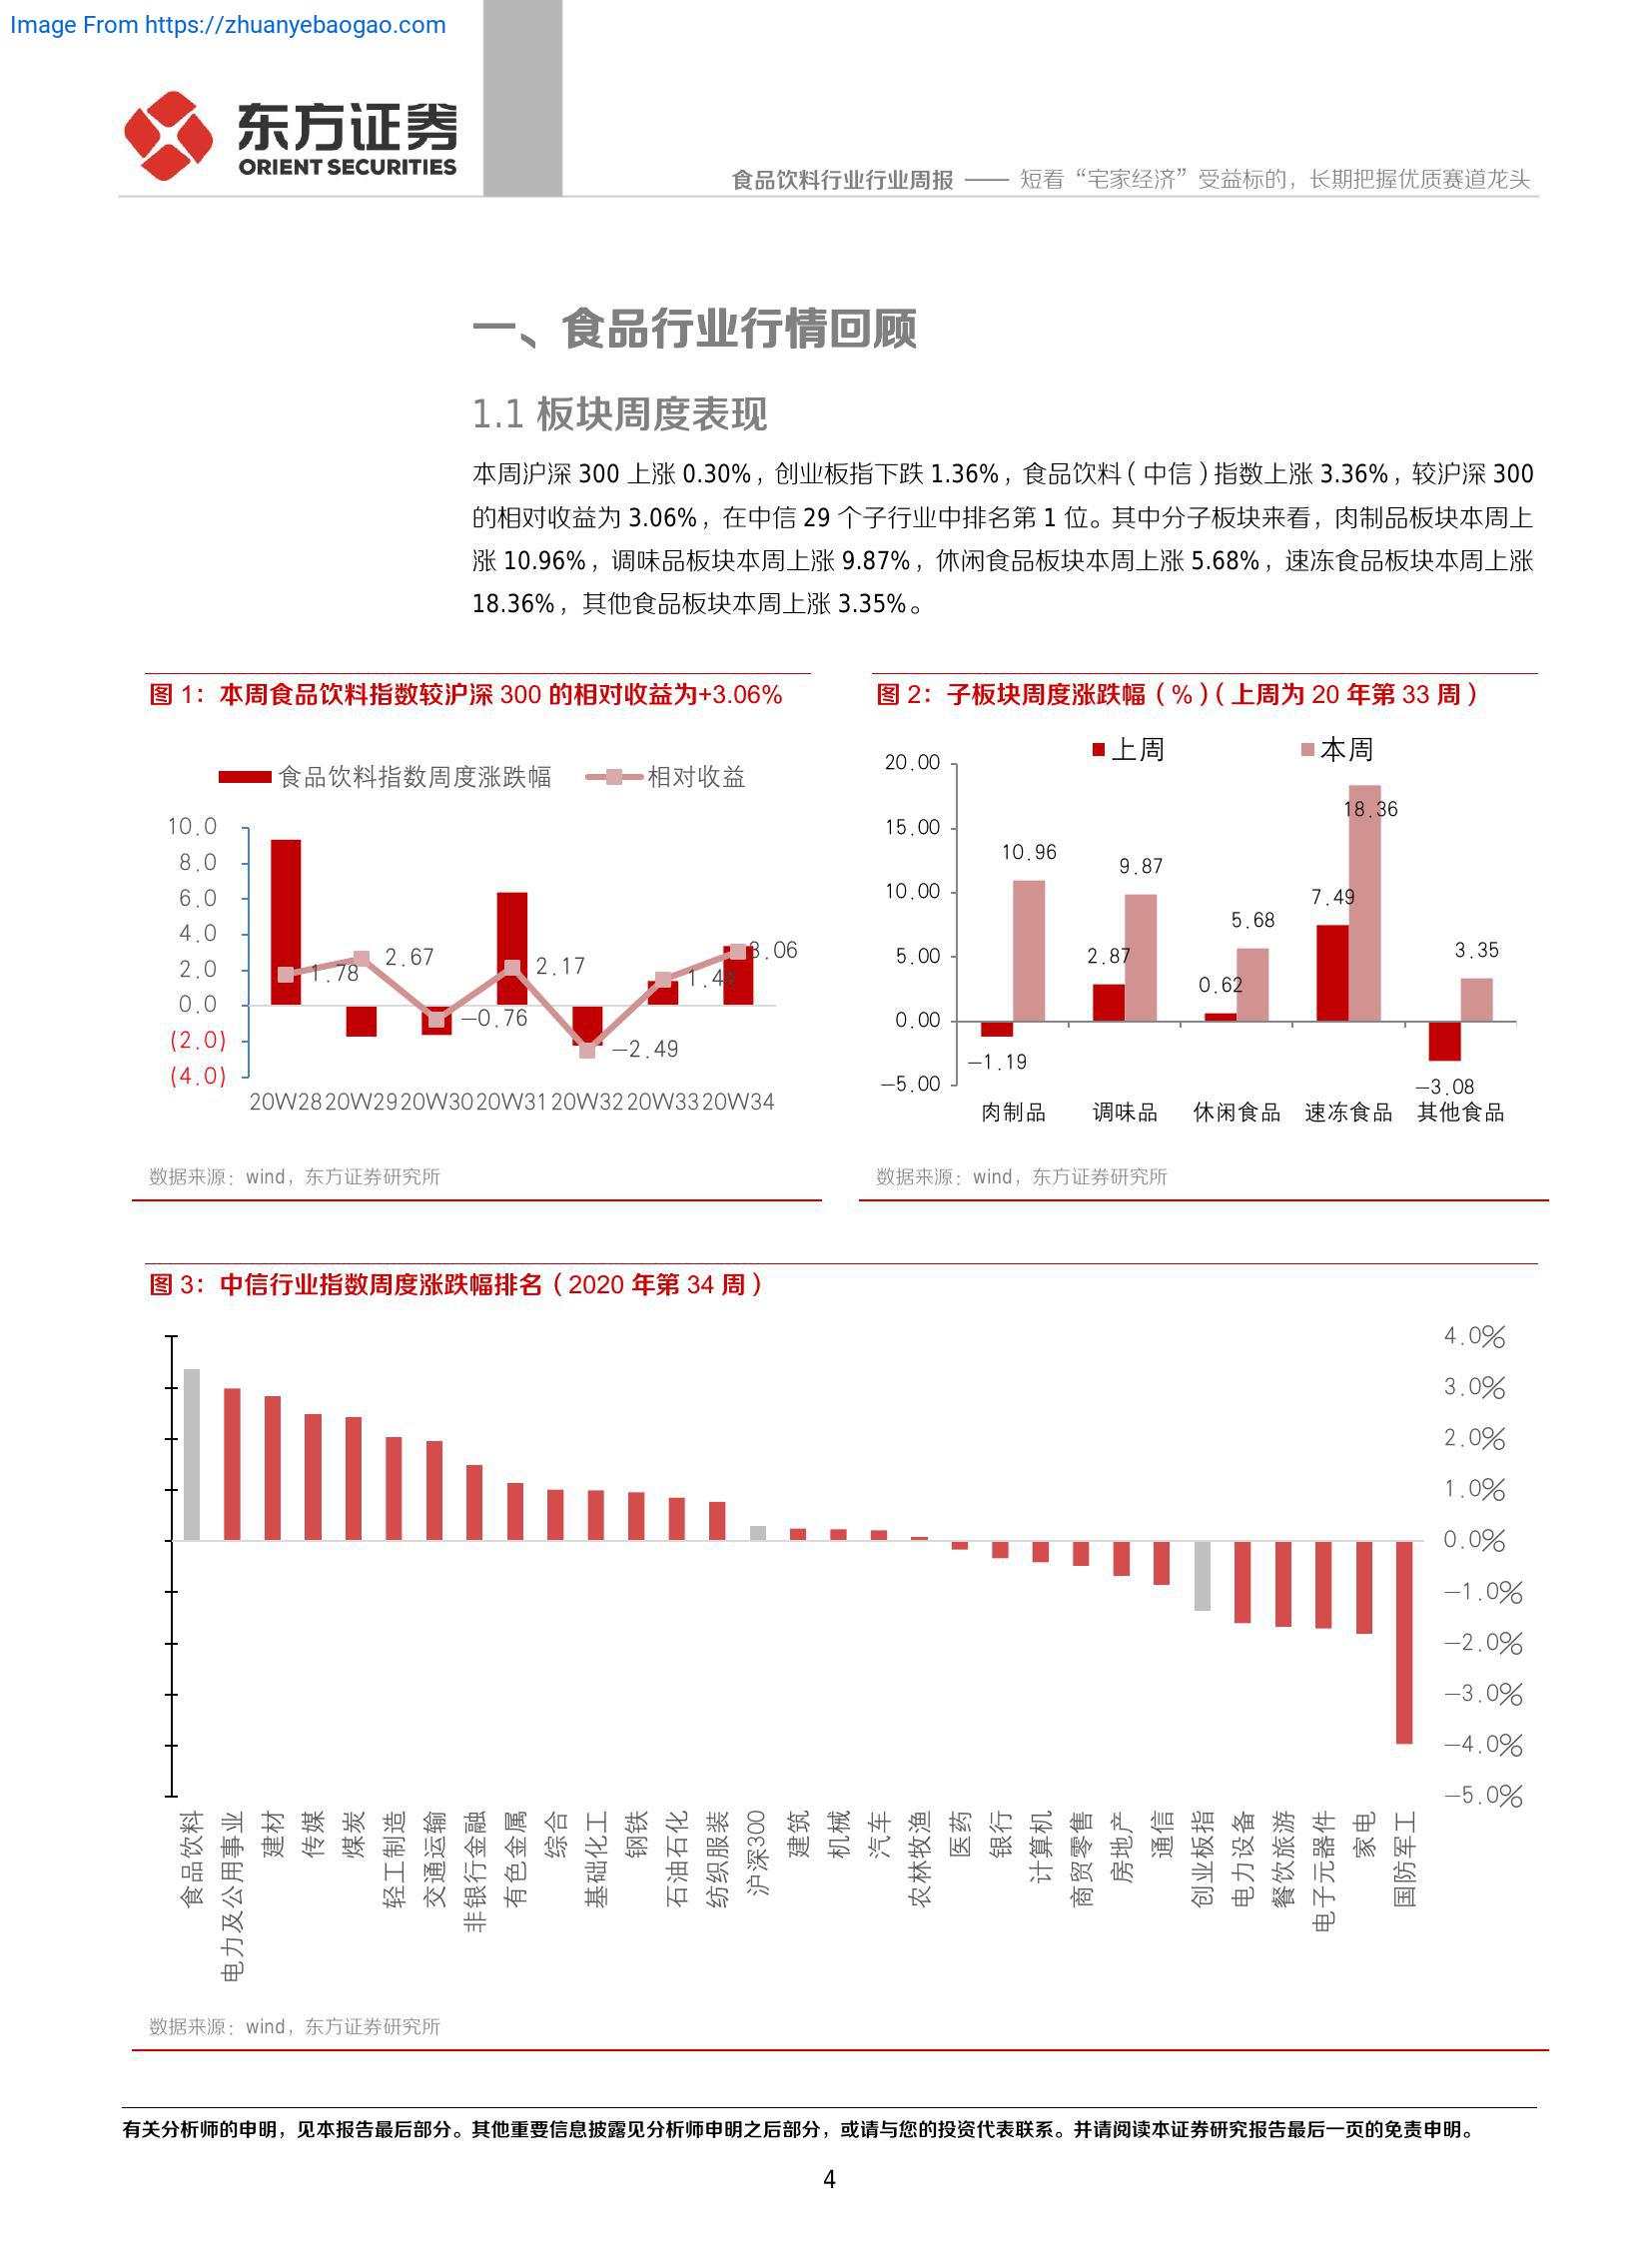 Image From https://zhuanyebaogao.com
东方证券
ORIENT SECURITIES
食品饮料行业行业周报 —— 短看“宅家经济”受益标的，长期把握优质赛道龙头
一、食品行业行情回顾
1.1 板块周度表现
本周沪深 300 上涨 0.30%，创业板指下跌 1.36%，食品饮料（中信）指数上涨 3.36%，较沪深 300
的相对收益为 3.06%，在中信 29 个子行业中排名第 1 位。其中分子板块来看，肉制品板块本周上
涨 10.96%，调味品板块本周上涨 9.87%，休闲食品板块本周上涨 5.68%，速冻食品板块本周上涨
18.36%，其他食品板块本周上涨 3.35%。
图 1：本周食品饮料指数较沪深 300 的相对收益为+3.06%
食品饮料指数周度涨跌幅 相对收益
10.0
8.0
6.0
4.0
2.0
0.0
(2.0)
(4.0)
1.78
2.67
-0.76
2.17
-2.49
1.48
3.06
20W28 20W29 20W30 20W31 20W32 20W33 20W34
数据来源：wind，东方证券研究所
图 2：子板块周度涨跌幅（%）（上周为 20 年第 33 周）
上周 本周
20.00
15.00
10.00
5.00
0.00
-5.00
10.96
-1.19
9.87
2.87
5.68
0.62
18.36
7.49
3.35
-3.08
肉制品 调味品 休闲食品 速冻食品 其他食品
数据来源：wind，东方证券研究所
图 3：中信行业指数周度涨跌幅排名（2020 年第 34 周）
4.0%
3.0%
2.0%
1.0%
0.0%
-1.0%
-2.0%
-3.0%
-4.0%
-5.0%
食品饮料
电力及公用事业
建材
传媒
煤炭
轻工制造
交通运输
非银行金融
有色金属
综合
基础化工
钢铁
石油石化
纺织服装
沪深300
建筑
机械
汽车
农林牧渔
医药
银行
计算机
商贸零售
房地产
通信
创业板指
电力设备
餐饮旅游
电子元器件
家电
国防军工
数据来源：wind，东方证券研究所
有关分析师的申明，见本报告最后部分。其他重要信息披露见分析师申明之后部分，或请与您的投资代表联系。并请阅读本证券研究报告最后一页的免责申明。
4